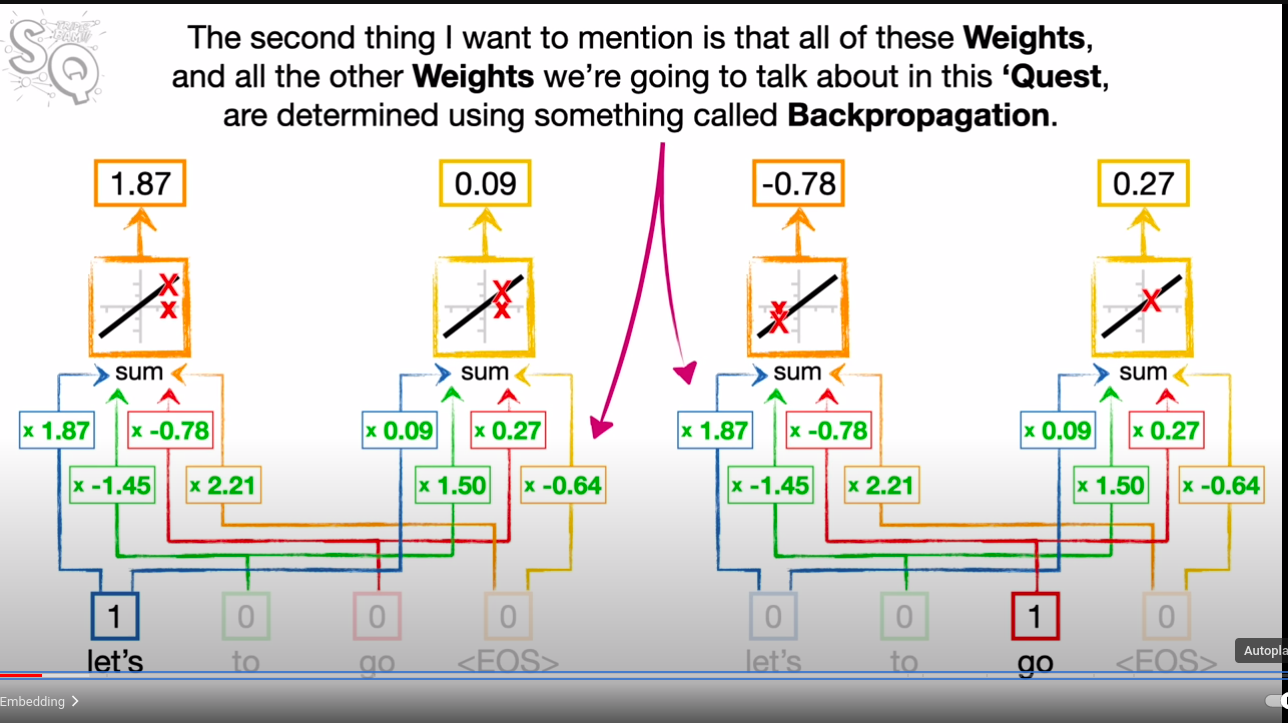 SQ
The second thing I want to mention is that all of these Weights,
and all the other Weights we're going to talk about in this 'Quest,
are determined using something called Backpropagation.
1.87 0.09 -0.78 0.27
sum sum sum sum
x 1.87 x -0.78 x 0.09 x 0.27 x 1.87 x -0.78 x 0.09 x 0.27
x -1.45 x 2.21 x 1.50 x -0.64 x -1.45 x 2.21 x 1.50 x -0.64
1 0 0 0 0 0 1 0
let's to go <EOS> let's to go <EOS>
Autopla
Embedding